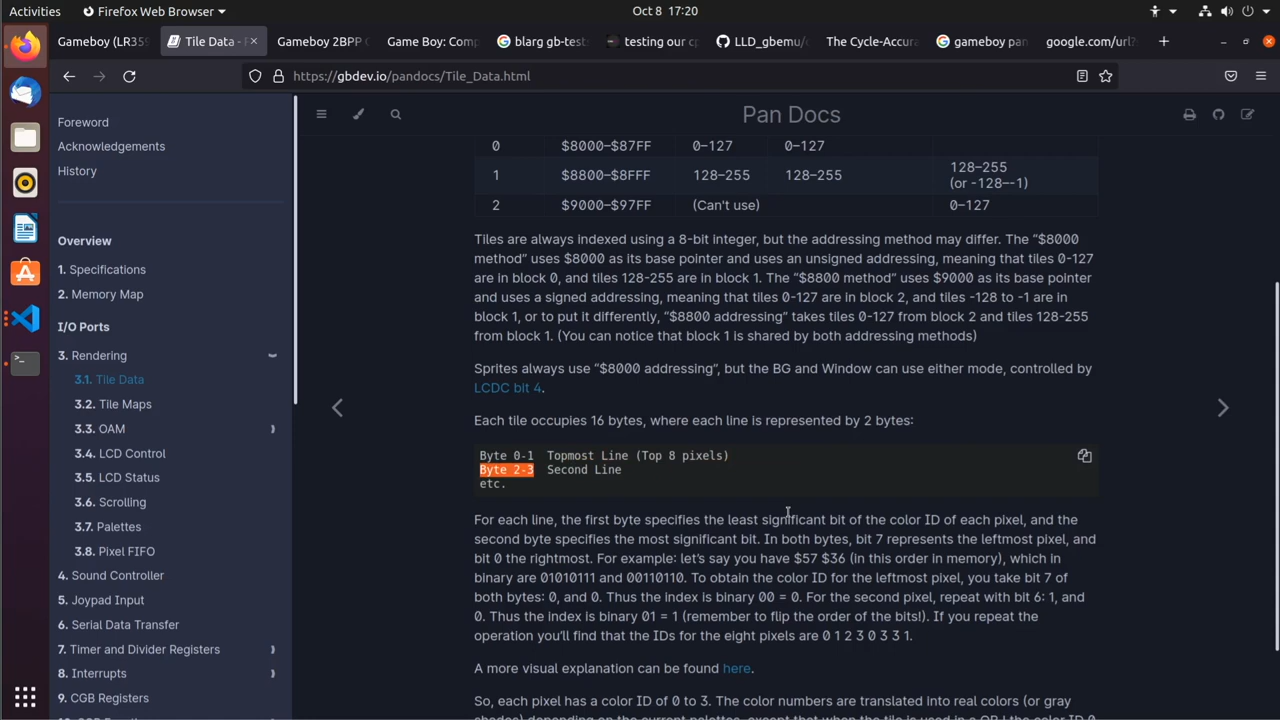 Activities
Firefox Web Browser
Oct 8 17:20
Gameboy (LR359
Tile Data -
Gameboy 2BPP
Game Boy: Comp
blarg gb-test
testing our cp
LLD_gbemu/
The Cycle-Accura
gameboy pan
google.com/url?
https://gbdev.io/pandocs/Tile_Data.html
Foreword
Acknowledgements
History
Overview
1. Specifications
2. Memory Map
I/O Ports
3. Rendering
3.1. Tile Data
3.2. Tile Maps
3.3. OAM
3.4. LCD Control
3.5. LCD Status
3.6. Scrolling
3.7. Palettes
3.8. Pixel FIFO
4. Sound Controller
5. Joypad Input
6. Serial Data Transfer
7. Timer and Divider Registers
8. Interrupts
9. CGB Registers
Pan Docs
0 $8000–$87FF 0–127 0–127
1 $8800–$8FFF 128–255 128–255 128–255
(or -128–-1)
2 $9000–$97FF (Can't use) 0–127
Tiles are always indexed using a 8-bit integer, but the addressing method may differ. The “$8000
method” uses $8000 as its base pointer and uses an unsigned addressing, meaning that tiles 0-127
are in block 0, and tiles 128-255 are in block 1. The “$8800 method” uses $9000 as its base pointer
and uses a signed addressing, meaning that tiles 0-127 are in block 2, and tiles -128 to -1 are in
block 1, or to put it differently, “$8800 addressing” takes tiles 0-127 from block 2 and tiles 128-255
from block 1. (You can notice that block 1 is shared by both addressing methods)
Sprites always use “$8000 addressing”, but the BG and Window can use either mode, controlled by
LCDC bit 4.
Each tile occupies 16 bytes, where each line is represented by 2 bytes:
Byte 0-1 Topmost Line (Top 8 pixels)
Byte 2-3 Second Line
etc.
For each line, the first byte specifies the least significant bit of the color ID of each pixel, and the
second byte specifies the most significant bit. In both bytes, bit 7 represents the leftmost pixel, and
bit 0 the rightmost. For example: let’s say you have $57 $36 (in this order in memory), which in
binary are 01010111 and 00110110. To obtain the color ID for the leftmost pixel, you take bit 7 of
both bytes: 0, and 0. Thus the index is binary 00 = 0. For the second pixel, repeat with bit 6: 1, and
0. Thus the index is binary 01 = 1 (remember to flip the order of the bits!). If you repeat the
operation you’ll find that the IDs for the eight pixels are 0 1 2 3 0 3 3 1.
A more visual explanation can be found here.
So, each pixel has a color ID of 0 to 3. The color numbers are translated into real colors (or gray